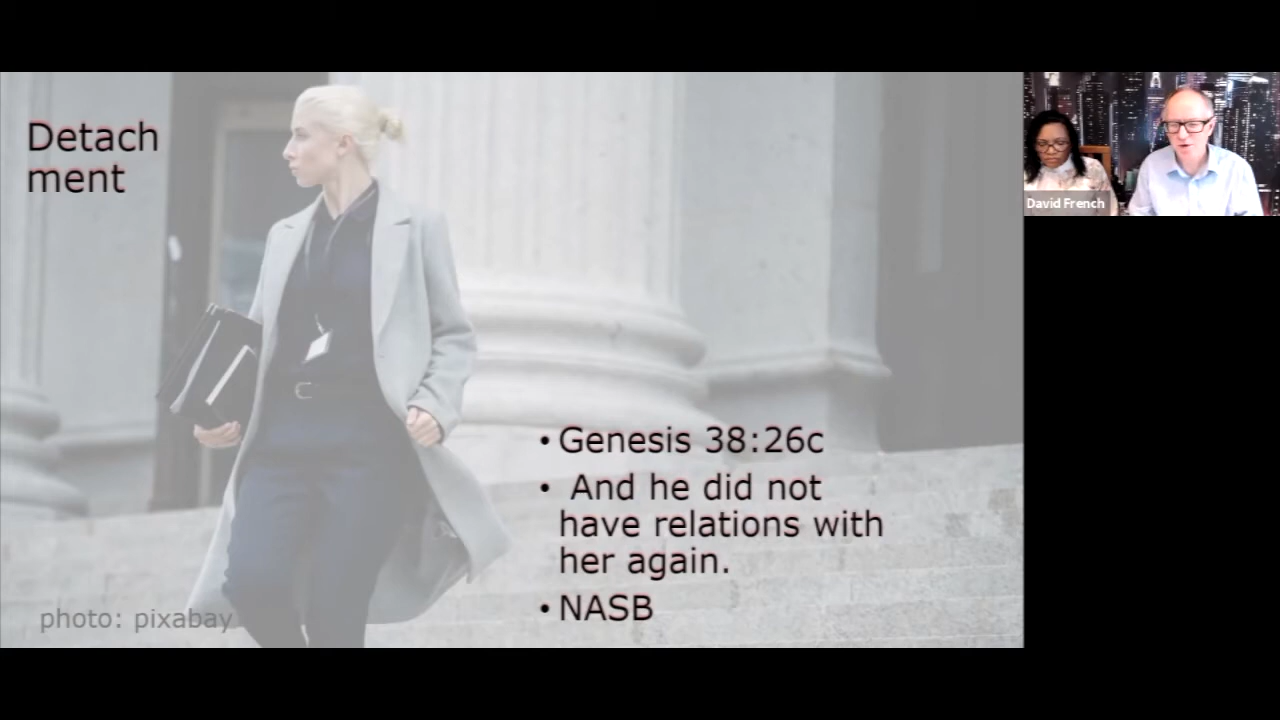 Detach
ment
David French
• Genesis 38:26c
• And he did not
have relations with
her again.
• NASB
photo: pixabay